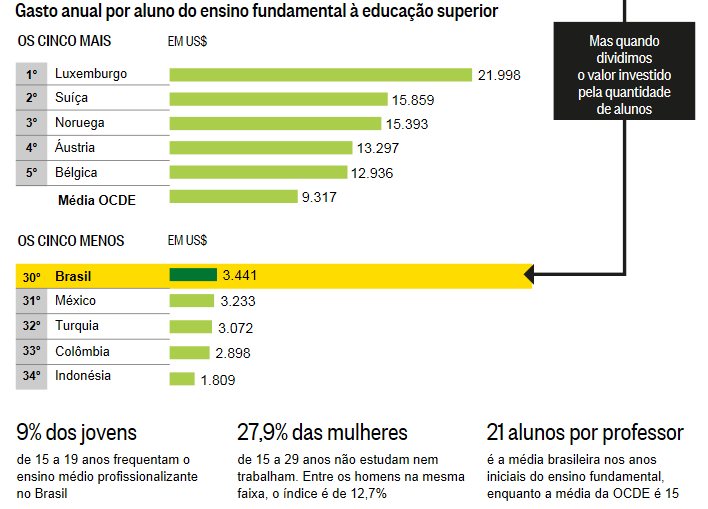 Gasto anual por aluno do ensino fundamental à educação superior
OS CINCO MAIS EM US$
1º Luxemburgo 21.998
2º Suíça 15.859
3º Noruega 15.393
4º Áustria 13.297
5º Bélgica 12.936
Média OCDE 9.317
Mas quando
dividimos
o valor investido
pela quantidade
de alunos
OS CINCO MENOS EM US$
30º Brasil 3.441
31º México 3.233
32º Turquia 3.072
33º Colômbia 2.898
34º Indonésia 1.809
9% dos jovens
de 15 a 19 anos frequentam o
ensino médio profissionalizante
no Brasil
27,9% das mulheres
de 15 a 29 anos não estudam nem
trabalham. Entre os homens na mesma
faixa, o índice é de 12,7%
21 alunos por professor
é a média brasileira nos anos
iniciais do ensino fundamental,
enquanto a média da OCDE é 15